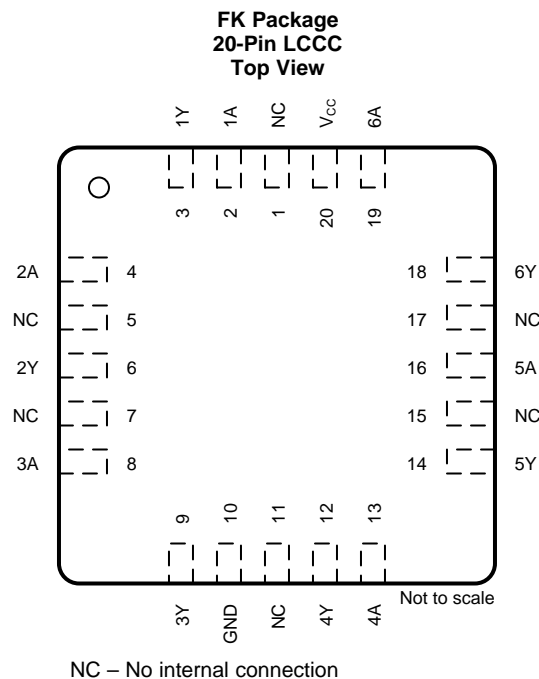 FK Package
20-Pin LCCC
Top View
1Y 1A NC VCC 6A
3 2 1 20 19
2A 4 18 6Y
NC 5 17 NC
2Y 6 16 5A
NC 7 15 NC
3A 8 14 5Y
9 10 11 12 13
3Y GND NC 4Y 4A
Not to scale
NC – No internal connection